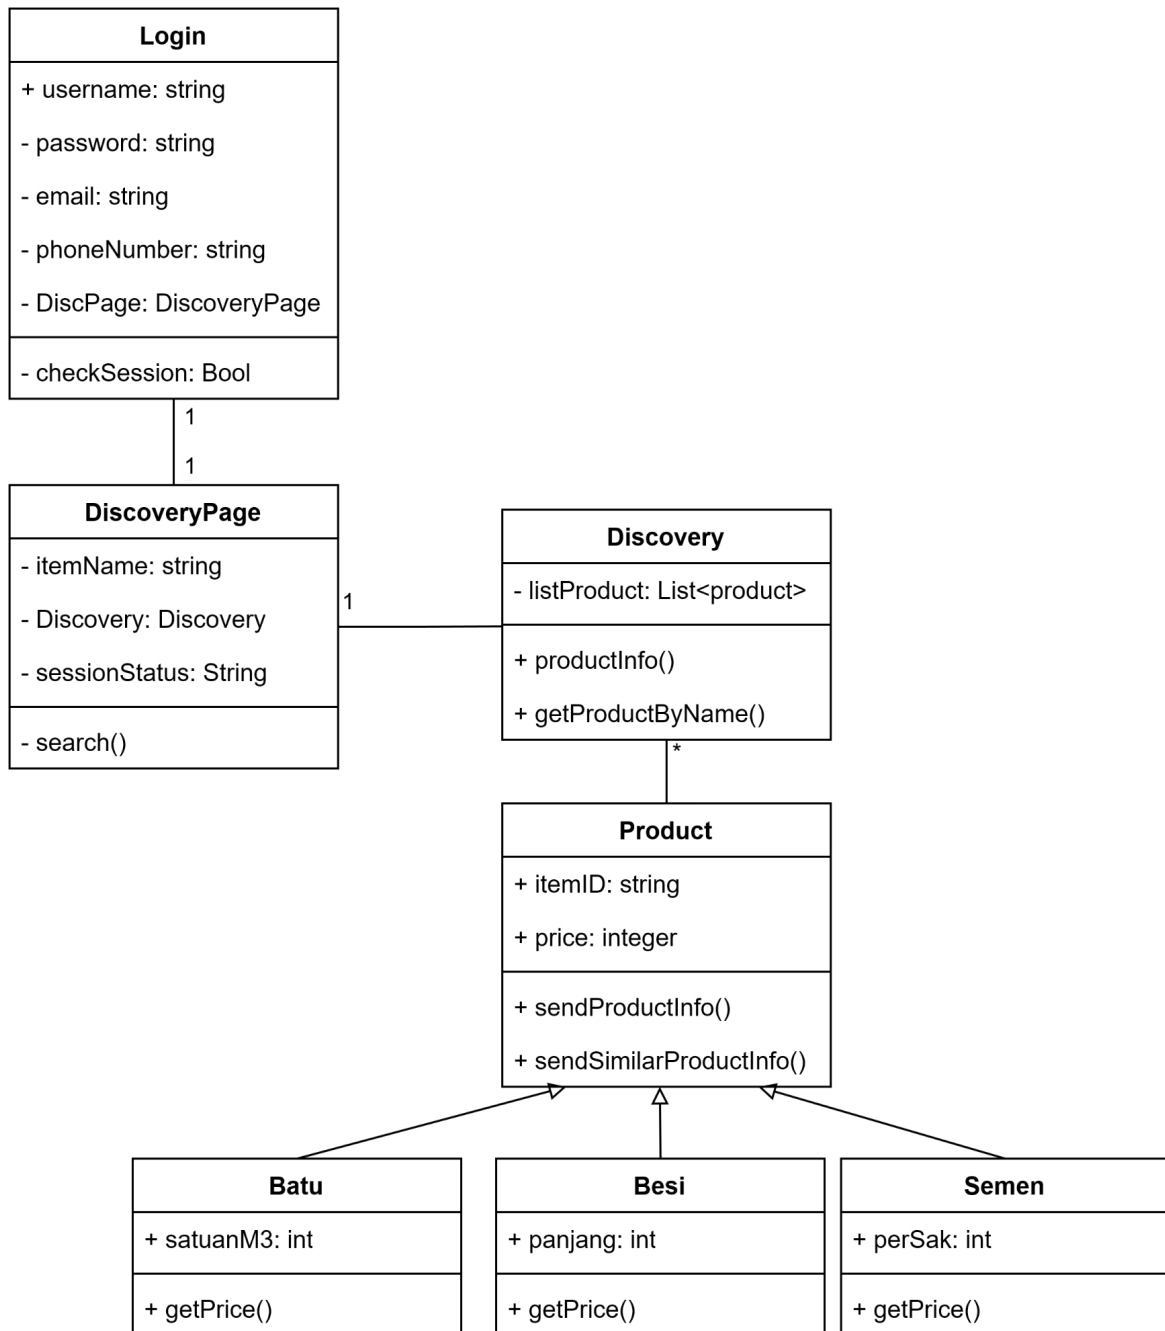 Login
+ username: string
- password: string
- email: string
- phoneNumber: string
- DiscPage: DiscoveryPage
- checkSession: Bool
1
1
DiscoveryPage
- itemName: string
- Discovery: Discovery
- sessionStatus: String
- search()
1
Discovery
- listProduct: List<product>
+ productInfo()
+ getProductByName()
*
Product
+ itemID: string
+ price: integer
+ sendProductInfo()
+ sendSimilarProductInfo()
Batu
+ satuanM3: int
+ getPrice()
Besi
+ panjang: int
+ getPrice()
Semen
+ perSak: int
+ getPrice()